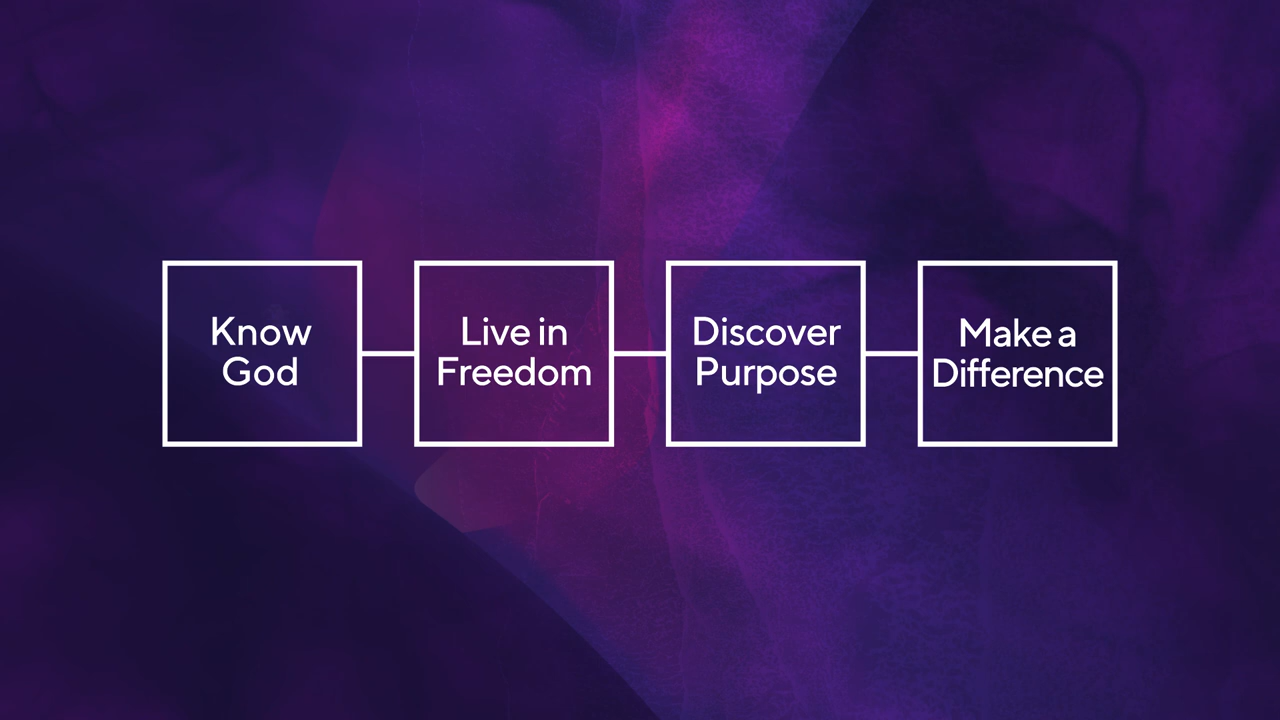 Know
God
Live in
Freedom
Discover
Purpose
Make a
Difference